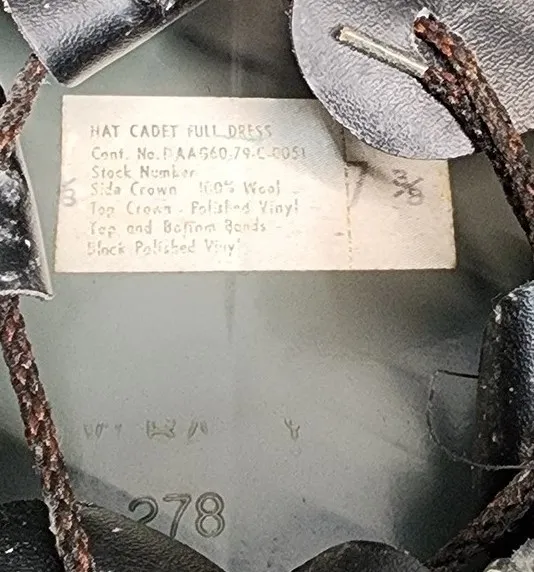 HAT CADET FULL DRESS
Cont. No. DAAG60-79-C-0051
Stock Number
Side Crown 100% Wool
Top Crown - Polished Vinyl
Top and Bottom Bands -
Black Polished Vinyl
7 3/8
278